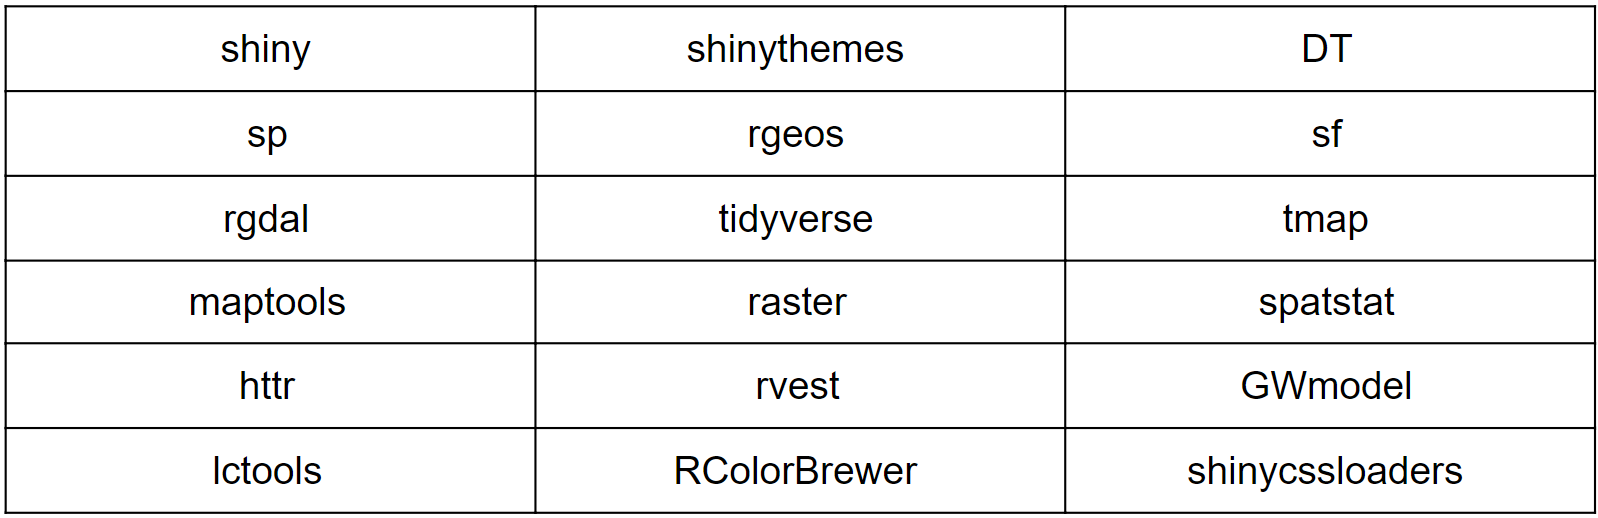 shiny shinythemes DT
sp rgeos sf
rgdal tidyverse tmap
maptools raster spatstat
httr rvest GWmodel
lctools RColorBrewer shinycssloaders